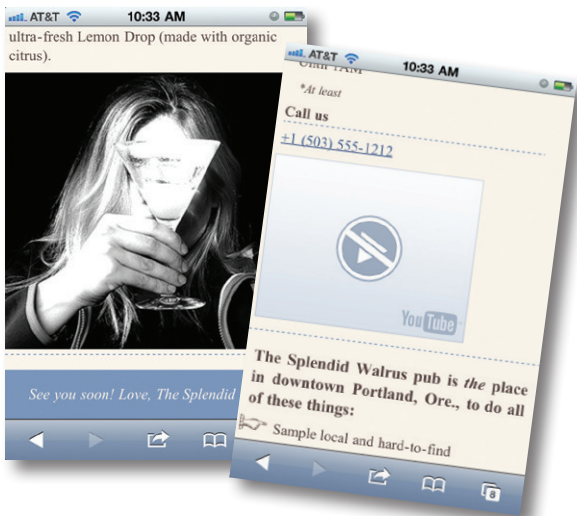 AT&T 10:33 AM
ultra-fresh Lemon Drop (made with organic
citrus).
See you soon! Love, The Splendid
AT&T 10:33 AM
*At least
Call us
+1 (503) 555-1212
YouTube
The Splendid Walrus pub is the place
in downtown Portland, Ore., to do all
of these things:
Sample local and hard-to-find
8